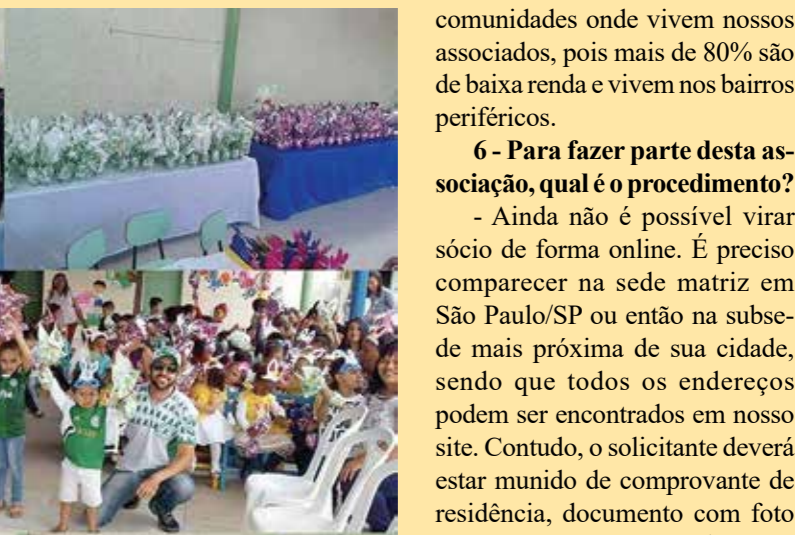 comunidades onde vivem nossos
associados, pois mais de 80% são
de baixa renda e vivem nos bairros
periféricos.
6 - Para fazer parte desta as-
sociação, qual é o procedimento?
- Ainda não é possível virar
sócio de forma online. É preciso
comparecer na sede matriz em
São Paulo/SP ou então na subse-
de mais próxima de sua cidade,
sendo que todos os endereços
podem ser encontrados em nosso
site. Contudo, o solicitante deverá
estar munido de comprovante de
residência, documento com foto